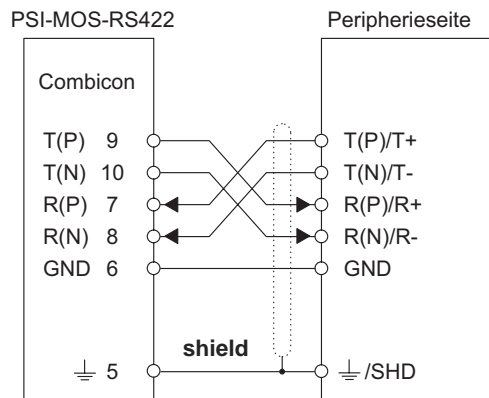 PSI-MOS-RS422 Peripherieseite
Combicon
T(P) 9 T(P)/T+
T(N) 10 T(N)/T-
R(P) 7 R(P)/R+
R(N) 8 R(N)/R-
GND 6 GND
shield
5 /SHD